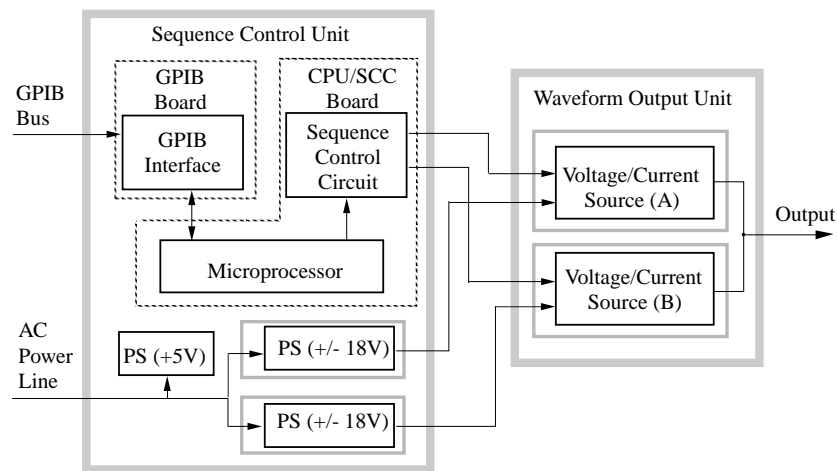 Sequence Control Unit
GPIB
Board
CPU/SCC
Board
GPIB
Bus
GPIB
Interface
Sequence
Control
Circuit
Microprocessor
Waveform Output Unit
Voltage/Current
Source (A)
Output
Voltage/Current
Source (B)
AC
Power
Line
PS (+5V)
PS (+/- 18V)
PS (+/- 18V)